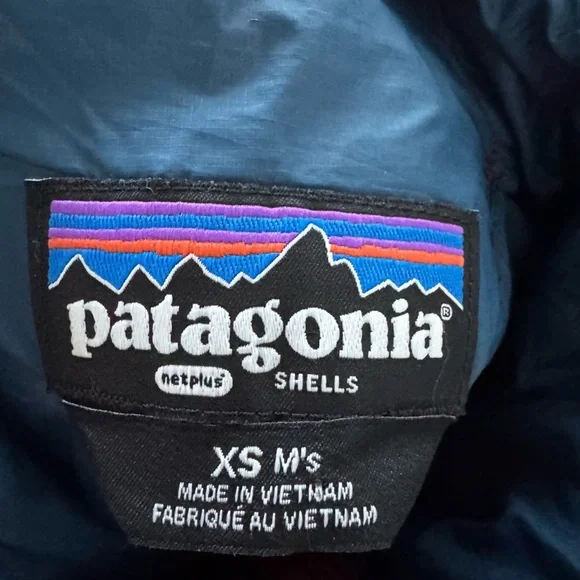 patagonia®
netplus® SHELLS
XS M's
MADE IN VIETNAM
FABRIQUÉ AU VIETNAM